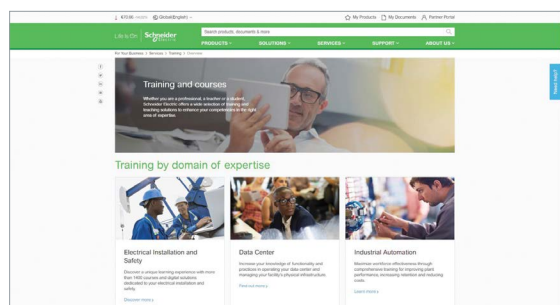 Global(English)
My Products My Documents Partner Portal
Life Is On Schneider Electric
Search products, documents & more
PRODUCTS SOLUTIONS SERVICES SUPPORT ABOUT US
For Your Business > Services > Training > Overview
Need help?
Training and courses
Whether you are a professional, a teacher or a student,
Schneider Electric offers a wide selection of training and
teaching solutions to enhance your competencies in the right
area of expertise.
Training by domain of expertise
Electrical Installation and
Safety
Discover a unique learning experience with more
than 1400 courses and digital solutions
dedicated to your electrical installation and
safety.
Discover more >
Data Center
Increase your knowledge of functionality and
practices in operating your data center and
managing your facility's physical infrastructure.
Find out more >
Industrial Automation
Maximize workforce effectiveness through
comprehensive training for improving plant
performance, increasing retention and reducing
costs.
Learn more >